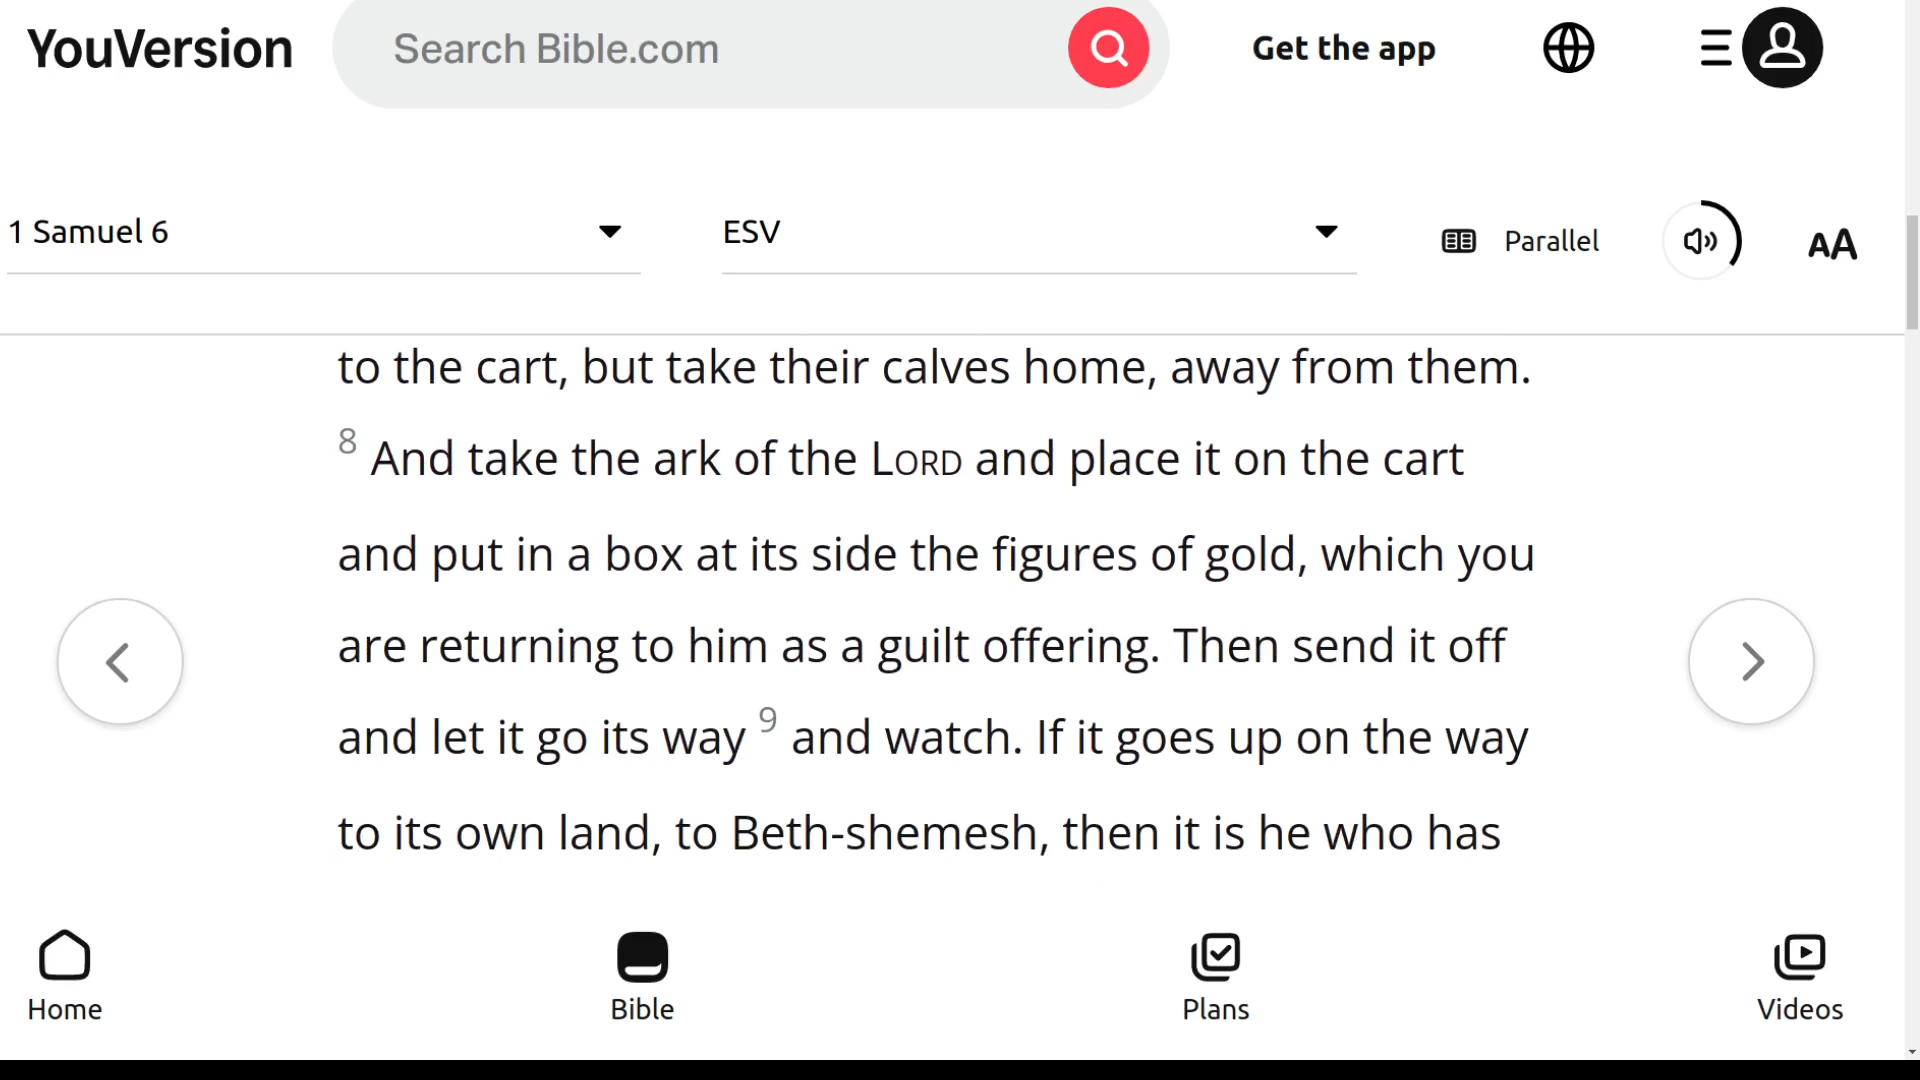 YouVersion
Search Bible.com
Get the app
1 Samuel 6
ESV
Parallel
AA
to the cart, but take their calves home, away from them.
8 And take the ark of the LORD and place it on the cart
and put in a box at its side the figures of gold, which you
are returning to him as a guilt offering. Then send it off
and let it go its way 9 and watch. If it goes up on the way
to its own land, to Beth-shemesh, then it is he who has
Home
Bible
Plans
Videos